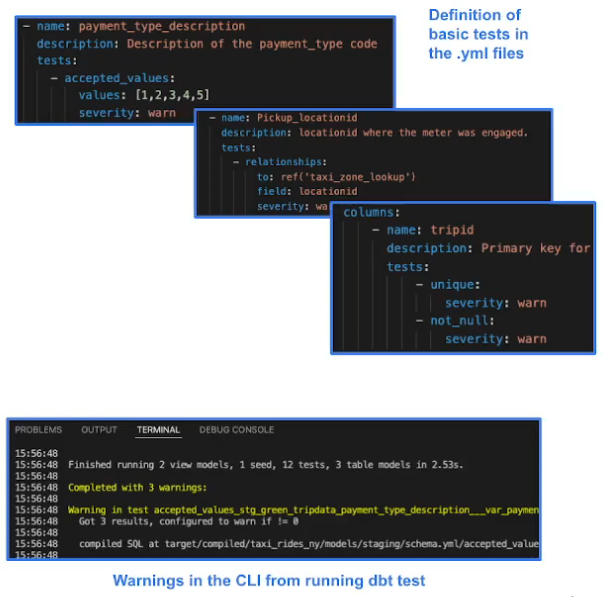 Definition of
basic tests in
the .yml files
- name: payment_type_description
description: Description of the payment_type code
tests:
- accepted_values:
values: [1,2,3,4,5]
severity: warn
- name: Pickup_locationid
description: locationid where the meter was engaged.
tests:
- relationships:
to: ref('taxi_zone_lookup')
field: locationid
severity: wa
columns:
- name: tripid
description: Primary key for
tests:
- unique:
severity: warn
- not_null:
severity: warn
PROBLEMS OUTPUT TERMINAL DEBUG CONSOLE
15:56:48
15:56:48 Finished running 2 view models, 1 seed, 12 tests, 3 table models in 2.53s.
15:56:48
15:56:48 Completed with 3 warnings:
15:56:48
15:56:48 Warning in test accepted_values_stg_green_tripdata_payment_type_description___var_paymen
15:56:48 Got 3 results, configured to warn if != 0
15:56:48
15:56:48 compiled SQL at target/compiled/taxi_rides_ny/models/staging/schema.yml/accepted_value
15:56:48
Warnings in the CLI from running dbt test